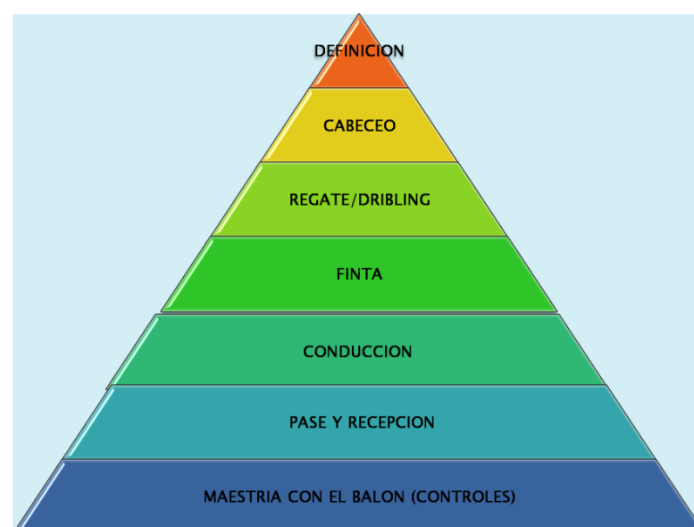 DEFINICION
CABECEO
REGATE/DRIBLING
FINTA
CONDUCCION
PASE Y RECEPCION
MAESTRIA CON EL BALON (CONTROLES)